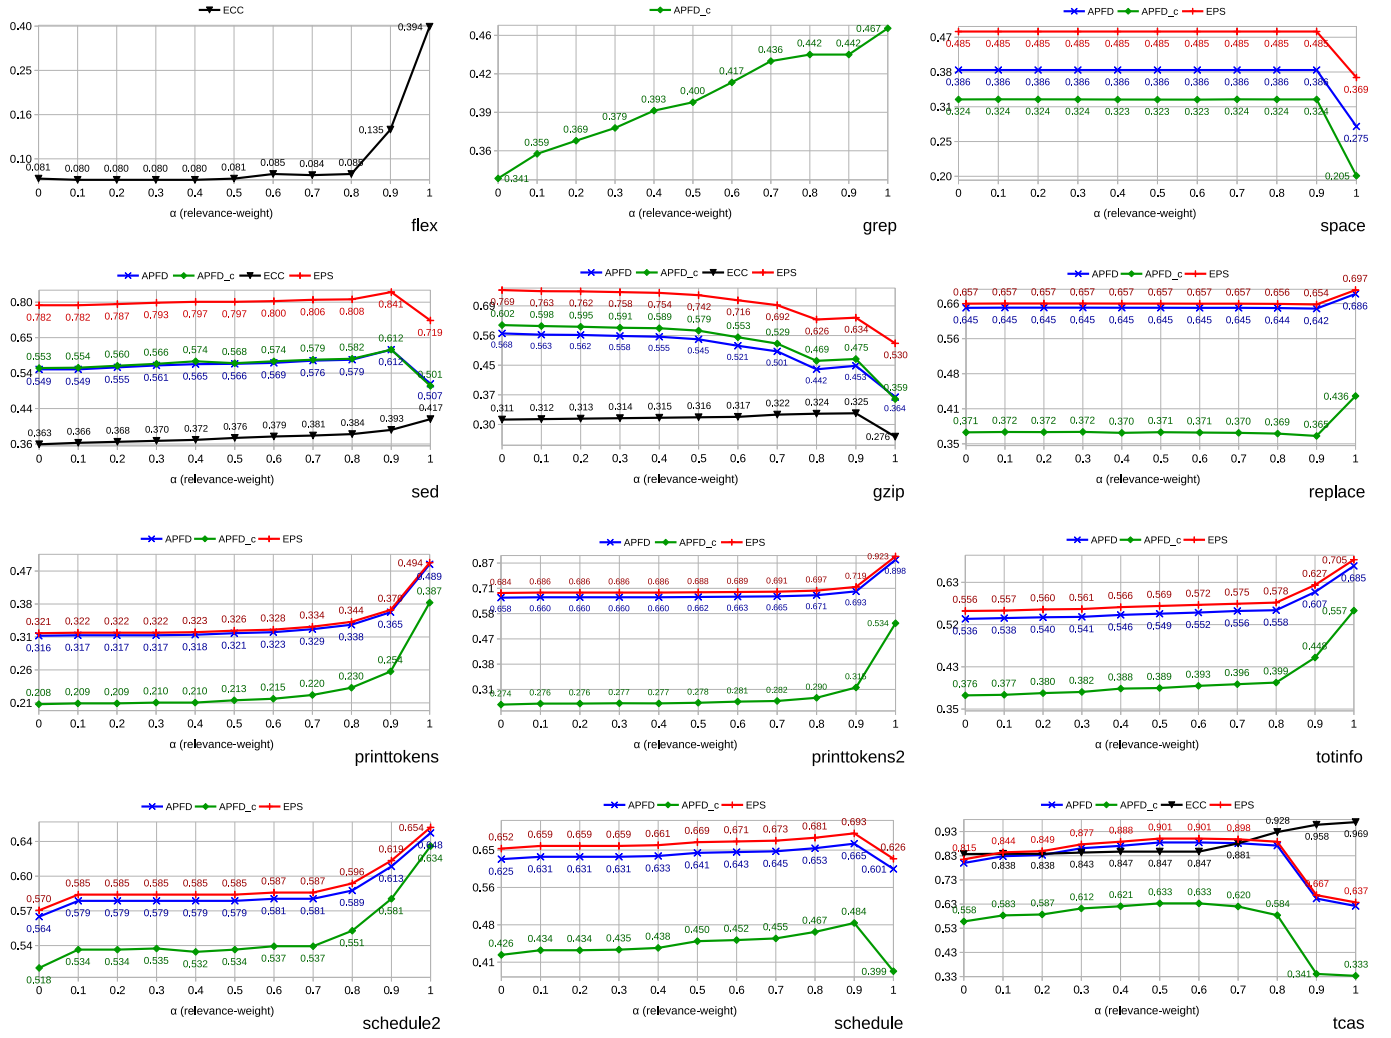 ECC
0.40
0.25
0.16
0.10
0.081 0.080 0.080 0.080 0.080 0.081 0.085 0.084 0.085 0.135 0.394
0 0.1 0.2 0.3 0.4 0.5 0.6 0.7 0.8 0.9 1
α (relevance-weight)
flex
APFD_c
0.46
0.42
0.39
0.36
0.341 0.359 0.369 0.379 0.393 0.400 0.417 0.436 0.442 0.442 0.467
0 0.1 0.2 0.3 0.4 0.5 0.6 0.7 0.8 0.9 1
α (relevance-weight)
grep
APFD APFD_c EPS
0.47
0.38
0.31
0.25
0.20
0.485 0.485 0.485 0.485 0.485 0.485 0.485 0.485 0.485 0.485 0.369
0.386 0.386 0.386 0.386 0.386 0.386 0.386 0.386 0.386 0.386 0.275
0.324 0.324 0.324 0.324 0.323 0.323 0.323 0.324 0.324 0.324 0.205
0 0.1 0.2 0.3 0.4 0.5 0.6 0.7 0.8 0.9 1
α (relevance-weight)
space
APFD APFD_c ECC EPS
0.80
0.65
0.54
0.44
0.36
0.782 0.782 0.787 0.793 0.797 0.797 0.800 0.806 0.808 0.841 0.719
0.553 0.554 0.560 0.566 0.574 0.568 0.574 0.579 0.582 0.612 0.501
0.549 0.549 0.555 0.561 0.565 0.566 0.569 0.576 0.579 0.612 0.507
0.363 0.366 0.368 0.370 0.372 0.376 0.379 0.381 0.384 0.393 0.417
0 0.1 0.2 0.3 0.4 0.5 0.6 0.7 0.8 0.9 1
α (relevance-weight)
sed
APFD APFD_c ECC EPS
0.69
0.56
0.45
0.37
0.30
0.769 0.763 0.762 0.758 0.754 0.742 0.716 0.692 0.626 0.634 0.530
0.602 0.598 0.595 0.591 0.589 0.579 0.553 0.529 0.469 0.475 0.359
0.568 0.563 0.562 0.558 0.555 0.545 0.521 0.501 0.442 0.453 0.364
0.311 0.312 0.313 0.314 0.315 0.316 0.317 0.322 0.324 0.325 0.276
0 0.1 0.2 0.3 0.4 0.5 0.6 0.7 0.8 0.9 1
α (relevance-weight)
gzip
APFD APFD_c EPS
0.66
0.56
0.48
0.41
0.35
0.657 0.657 0.657 0.657 0.657 0.657 0.657 0.656 0.656 0.654 0.697
0.645 0.645 0.645 0.645 0.645 0.645 0.645 0.645 0.644 0.642 0.686
0.371 0.372 0.372 0.372 0.370 0.371 0.371 0.370 0.369 0.365 0.436
0 0.1 0.2 0.3 0.4 0.5 0.6 0.7 0.8 0.9 1
α (relevance-weight)
replace
APFD APFD_c EPS
0.47
0.38
0.31
0.26
0.21
0.321 0.322 0.322 0.322 0.323 0.326 0.328 0.334 0.344 0.370 0.494
0.316 0.317 0.317 0.317 0.318 0.321 0.323 0.329 0.338 0.365 0.489
0.208 0.209 0.209 0.210 0.210 0.213 0.215 0.220 0.230 0.254 0.387
0 0.1 0.2 0.3 0.4 0.5 0.6 0.7 0.8 0.9 1
α (relevance-weight)
printtokens
APFD APFD_c EPS
0.87
0.71
0.58
0.47
0.38
0.31
0.684 0.686 0.686 0.686 0.686 0.688 0.689 0.691 0.697 0.719 0.923
0.658 0.660 0.660 0.660 0.660 0.662 0.663 0.665 0.671 0.693 0.898
0.274 0.276 0.276 0.277 0.277 0.278 0.281 0.282 0.290 0.315 0.534
0 0.1 0.2 0.3 0.4 0.5 0.6 0.7 0.8 0.9 1
α (relevance-weight)
printtokens2
APFD APFD_c EPS
0.63
0.52
0.43
0.35
0.556 0.557 0.560 0.561 0.566 0.569 0.572 0.575 0.578 0.627 0.705
0.536 0.538 0.540 0.541 0.546 0.549 0.552 0.556 0.558 0.607 0.685
0.376 0.377 0.380 0.382 0.388 0.389 0.393 0.396 0.399 0.448 0.557
0 0.1 0.2 0.3 0.4 0.5 0.6 0.7 0.8 0.9 1
α (relevance-weight)
totinfo
APFD APFD_c EPS
0.64
0.60
0.57
0.54
0.570 0.585 0.585 0.585 0.585 0.585 0.587 0.587 0.596 0.619 0.654
0.564 0.579 0.579 0.579 0.579 0.579 0.581 0.581 0.589 0.613 0.648
0.518 0.534 0.534 0.535 0.532 0.534 0.537 0.537 0.551 0.581 0.634
0 0.1 0.2 0.3 0.4 0.5 0.6 0.7 0.8 0.9 1
α (relevance-weight)
schedule2
APFD APFD_c EPS
0.65
0.56
0.48
0.41
0.652 0.659 0.659 0.659 0.661 0.669 0.671 0.673 0.681 0.693 0.626
0.625 0.631 0.631 0.631 0.633 0.641 0.643 0.645 0.653 0.665 0.601
0.426 0.434 0.434 0.435 0.438 0.450 0.452 0.455 0.467 0.484 0.399
0 0.1 0.2 0.3 0.4 0.5 0.6 0.7 0.8 0.9 1
α (relevance-weight)
schedule
APFD APFD_c ECC EPS
0.93
0.83
0.73
0.63
0.53
0.43
0.33
0.815 0.844 0.849 0.877 0.888 0.901 0.901 0.898 0.667 0.637
0.838 0.838 0.843 0.847 0.847 0.847 0.881 0.928 0.958 0.969
0.558 0.583 0.587 0.612 0.621 0.633 0.633 0.620 0.584 0.341 0.333
0 0.1 0.2 0.3 0.4 0.5 0.6 0.7 0.8 0.9 1
α (relevance-weight)
tcas